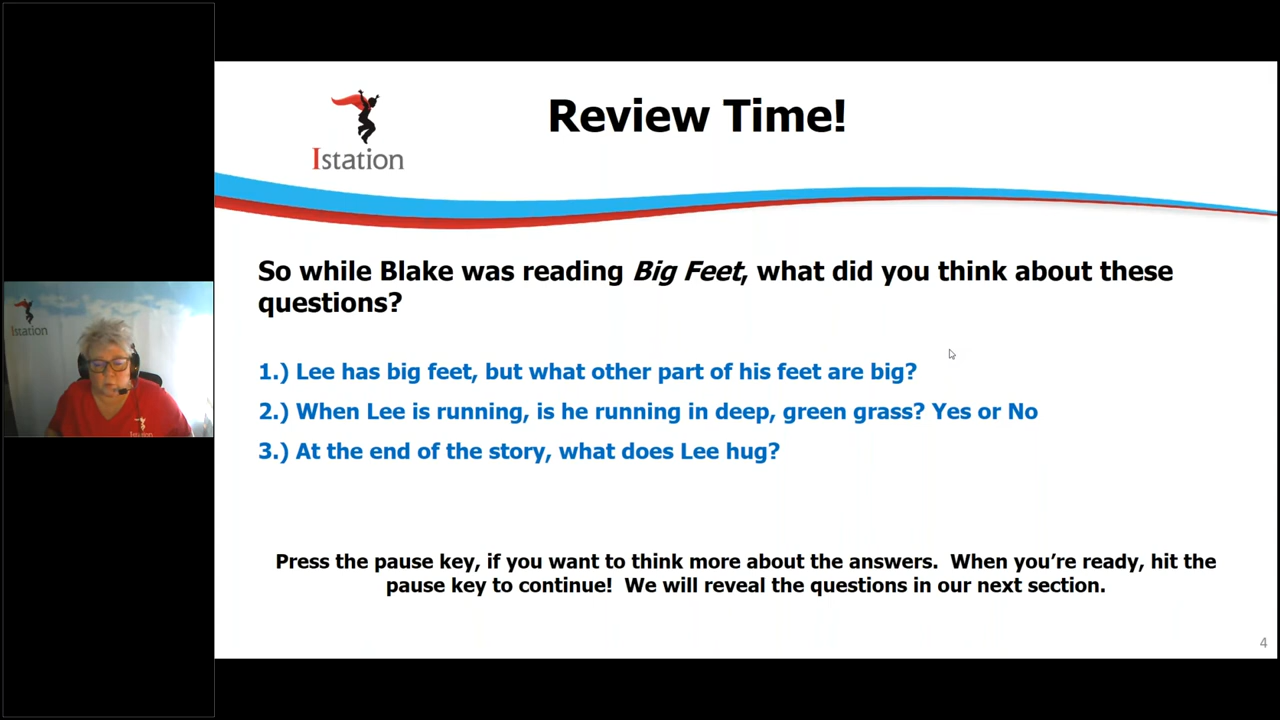 Review Time!
Istation
So while Blake was reading Big Feet, what did you think about these
questions?
1.) Lee has big feet, but what other part of his feet are big?
2.) When Lee is running, is he running in deep, green grass? Yes or No
3.) At the end of the story, what does Lee hug?
Press the pause key, if you want to think more about the answers.  When you’re ready, hit the
pause key to continue!  We will reveal the questions in our next section.
4
Istation
Istation